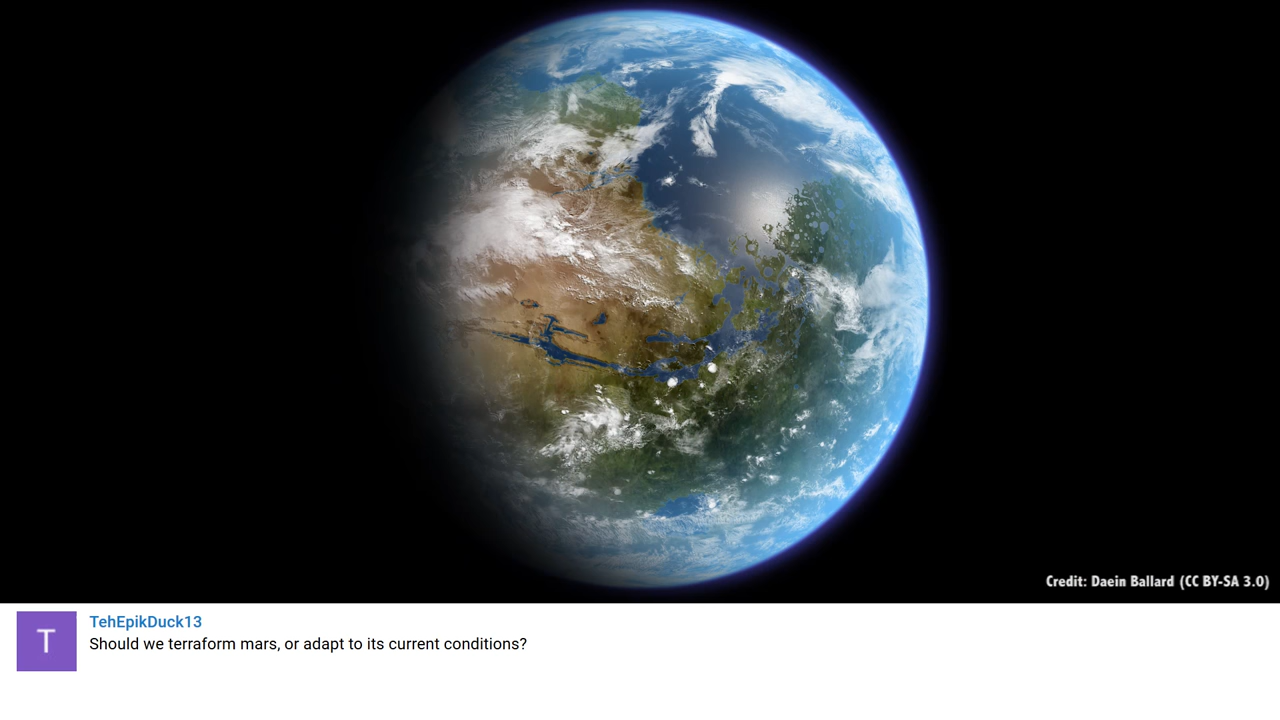 Credit: Daein Ballard (CC BY-SA 3.0)
T
TehEpikDuck13
Should we terraform mars, or adapt to its current conditions?